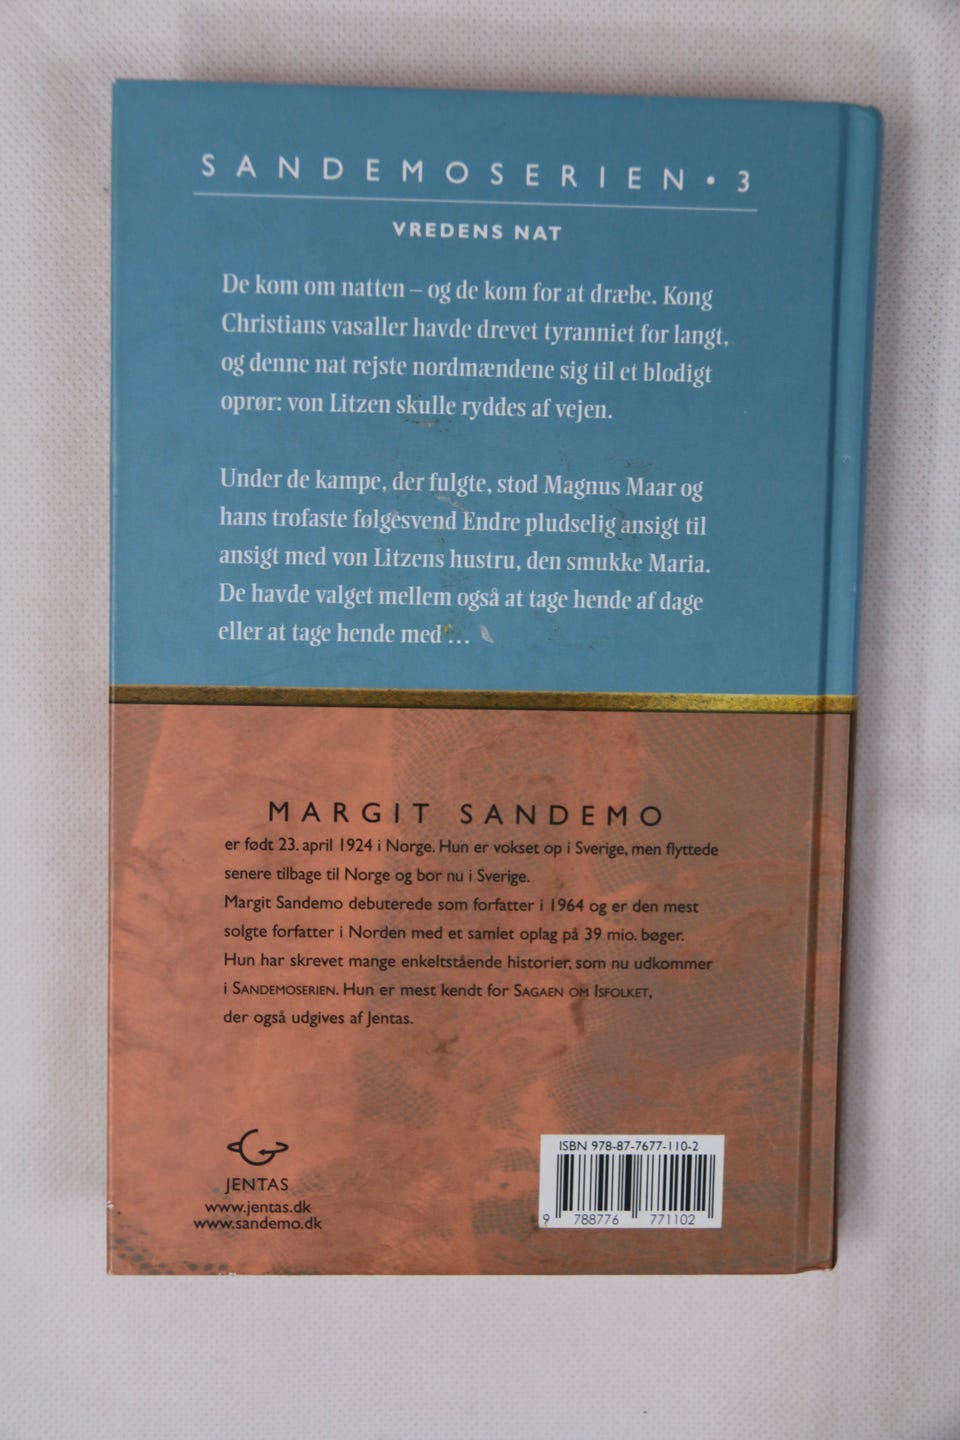 SANDEMOSERIEN • 3
VREDENS NAT
De kom om natten – og de kom for at dræbe. Kong
Christians vasaller havde drevet tyranniet for langt,
og denne nat rejste nordmændene sig til et blodigt
oprør: von Litzen skulle ryddes af vejen.
Under de kampe, der fulgte, stod Magnus Maar og
hans trofaste følgesvend Endre pludselig ansigt til
ansigt med von Litzens hustru, den smukke Maria.
De havde valget mellem også at tage hende af dage
eller at tage hende med ...
MARGIT SANDEMO
er født 23. april 1924 i Norge. Hun er vokset op i Sverige, men flyttede
senere tilbage til Norge og bor nu i Sverige.
Margit Sandemo debuterede som forfatter i 1964 og er den mest
solgte forfatter i Norden med et samlet oplag på 39 mio. bøger.
Hun har skrevet mange enkeltstående historier, som nu udkommer
i SANDEMOSERIEN. Hun er mest kendt for SAGAEN OM ISFOLKET,
der også udgives af Jentas.
JENTAS
www.jentas.dk
www.sandemo.dk
ISBN 978-87-7677-110-2
9 788776 771102